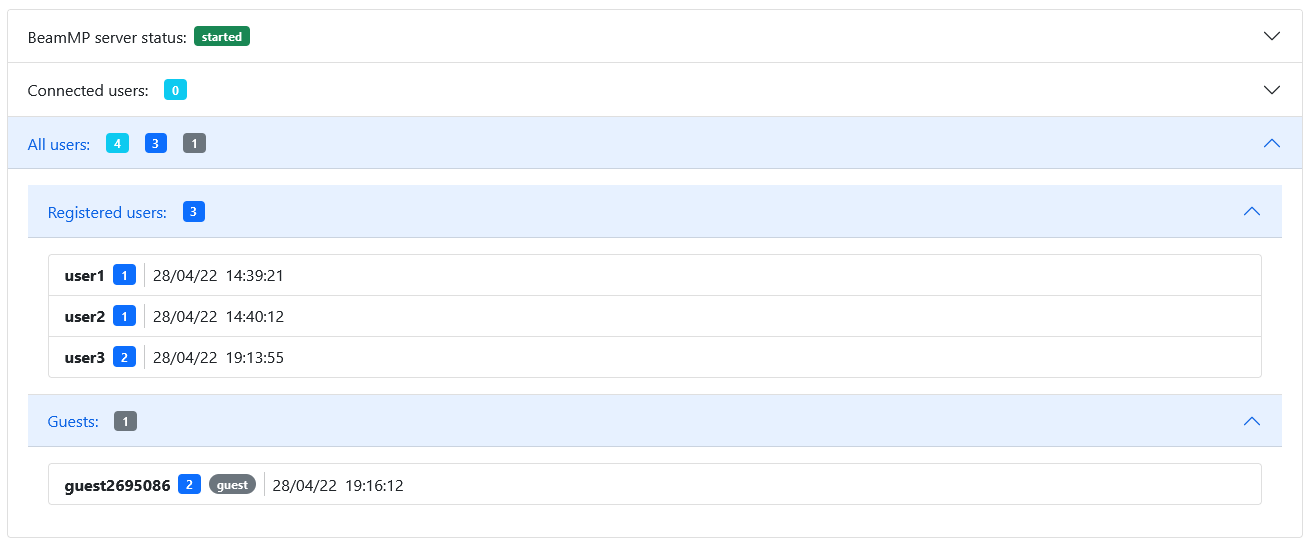 BeamMP server status: started
Connected users: 0
All users: 4 3 1
Registered users: 3
user1 1 28/04/22 14:39:21
user2 1 28/04/22 14:40:12
user3 2 28/04/22 19:13:55
Guests: 1
guest2695086 2 guest 28/04/22 19:16:12